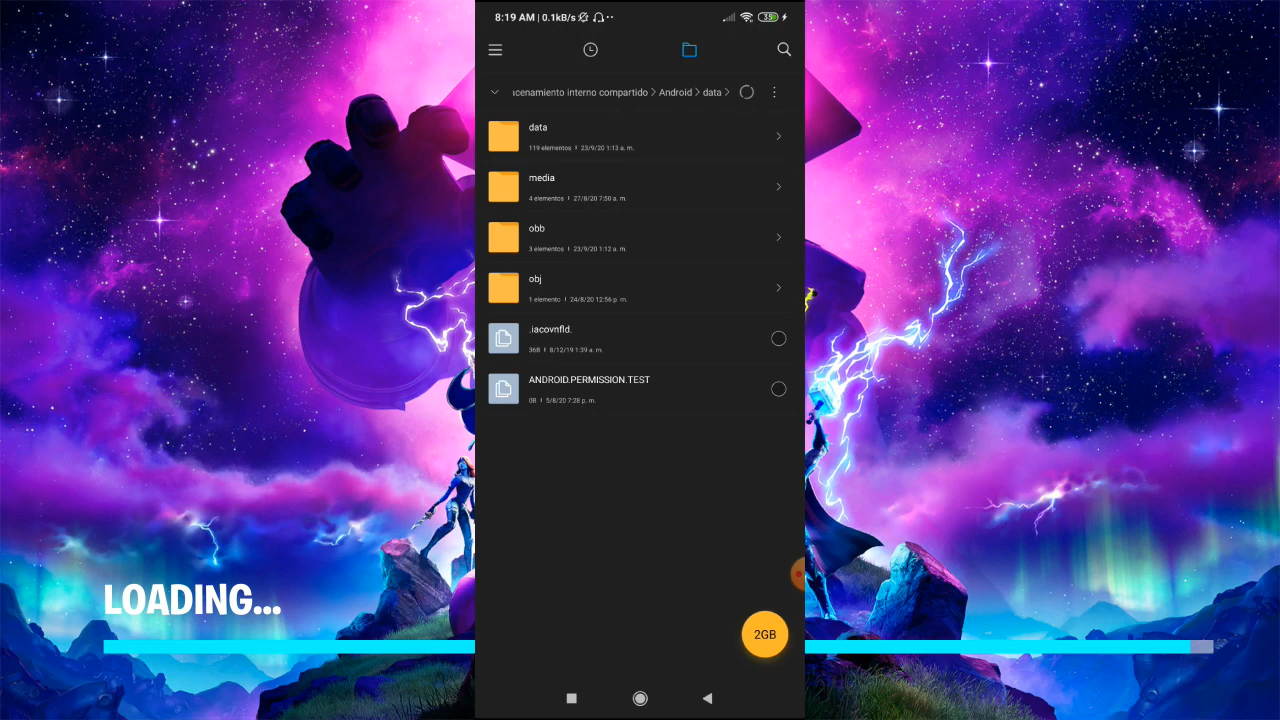 8:19 AM | 0.1kB/s
35
ıcenamiento interno compartido > Android > data >
data
119 elementos | 23/9/20 1:13 a. m.
media
4 elementos | 27/8/20 7:50 a. m.
obb
3 elementos | 23/9/20 1:12 a. m.
obj
1 elemento | 24/8/20 12:56 p. m.
.iacovnfld.
36B | 8/12/19 1:39 a. m.
ANDROID.PERMISSION.TEST
0B | 5/8/20 7:28 p. m.
LOADING...
2GB